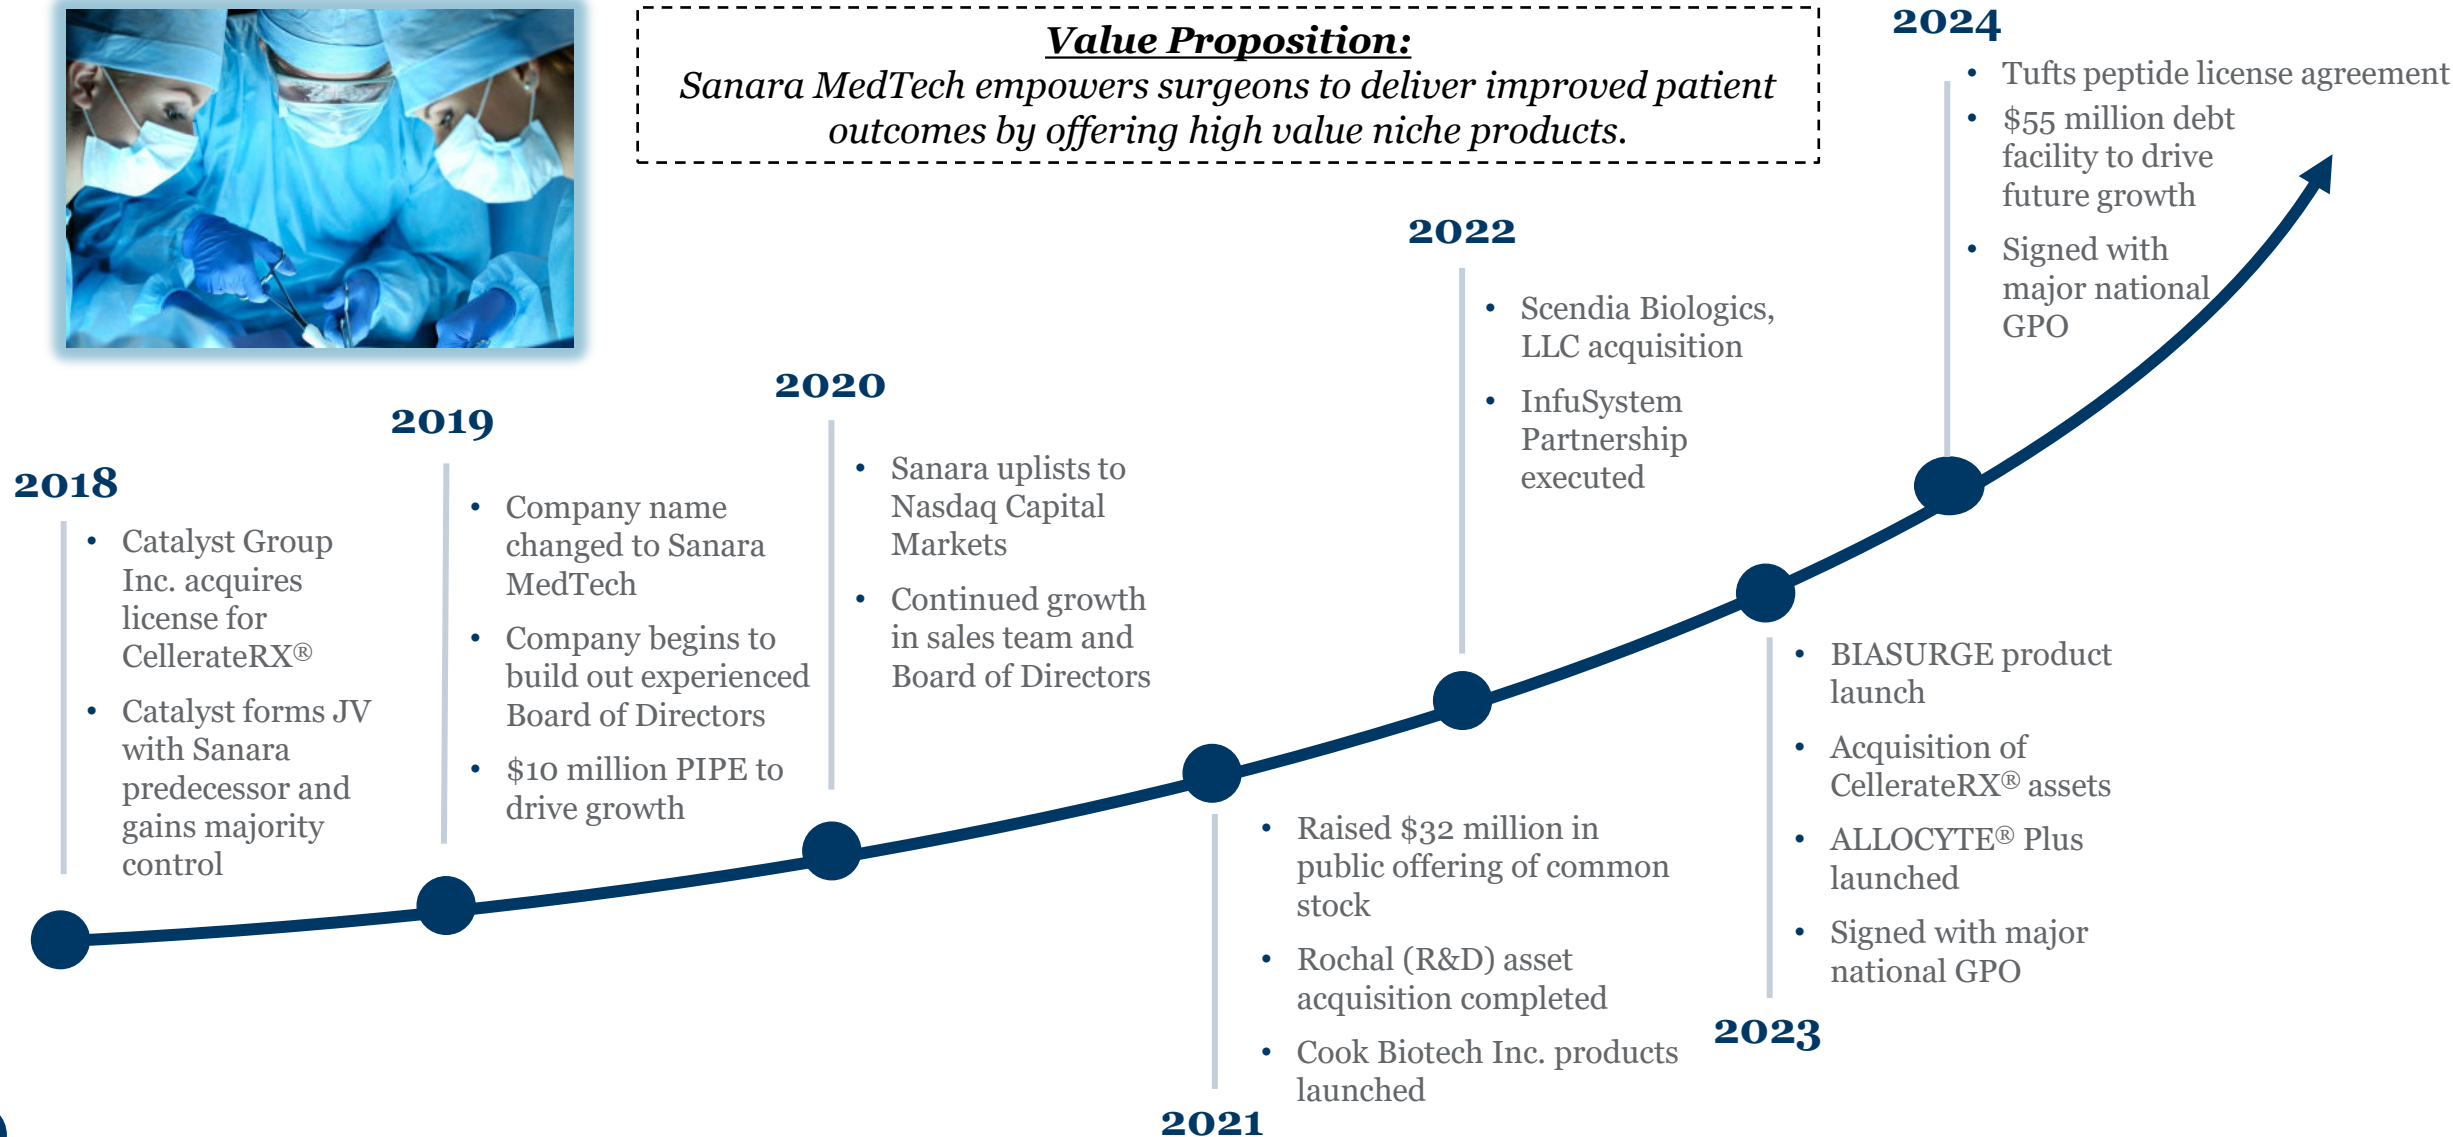 Value Proposition:
Sanara MedTech empowers surgeons to deliver improved patient
outcomes by offering high value niche products.
2018
• Catalyst Group
Inc. acquires
license for
CellerateRX®
• Catalyst forms JV
with Sanara
predecessor and
gains majority
control
2019
• Company name
changed to Sanara
MedTech
• Company begins to
build out experienced
Board of Directors
• $10 million PIPE to
drive growth
2020
• Sanara uplists to
Nasdaq Capital
Markets
• Continued growth
in sales team and
Board of Directors
• Raised $32 million in
public offering of common
stock
• Rochal (R&D) asset
acquisition completed
• Cook Biotech Inc. products
launched
2021
2022
• Scendia Biologics,
LLC acquisition
• InfuSystem
Partnership
executed
• BIASURGE product
launch
• Acquisition of
CellerateRX® assets
• ALLOCYTE® Plus
launched
• Signed with major
national GPO
2023
2024
• Tufts peptide license agreement
• $55 million debt
facility to drive
future growth
• Signed with
major national
GPO